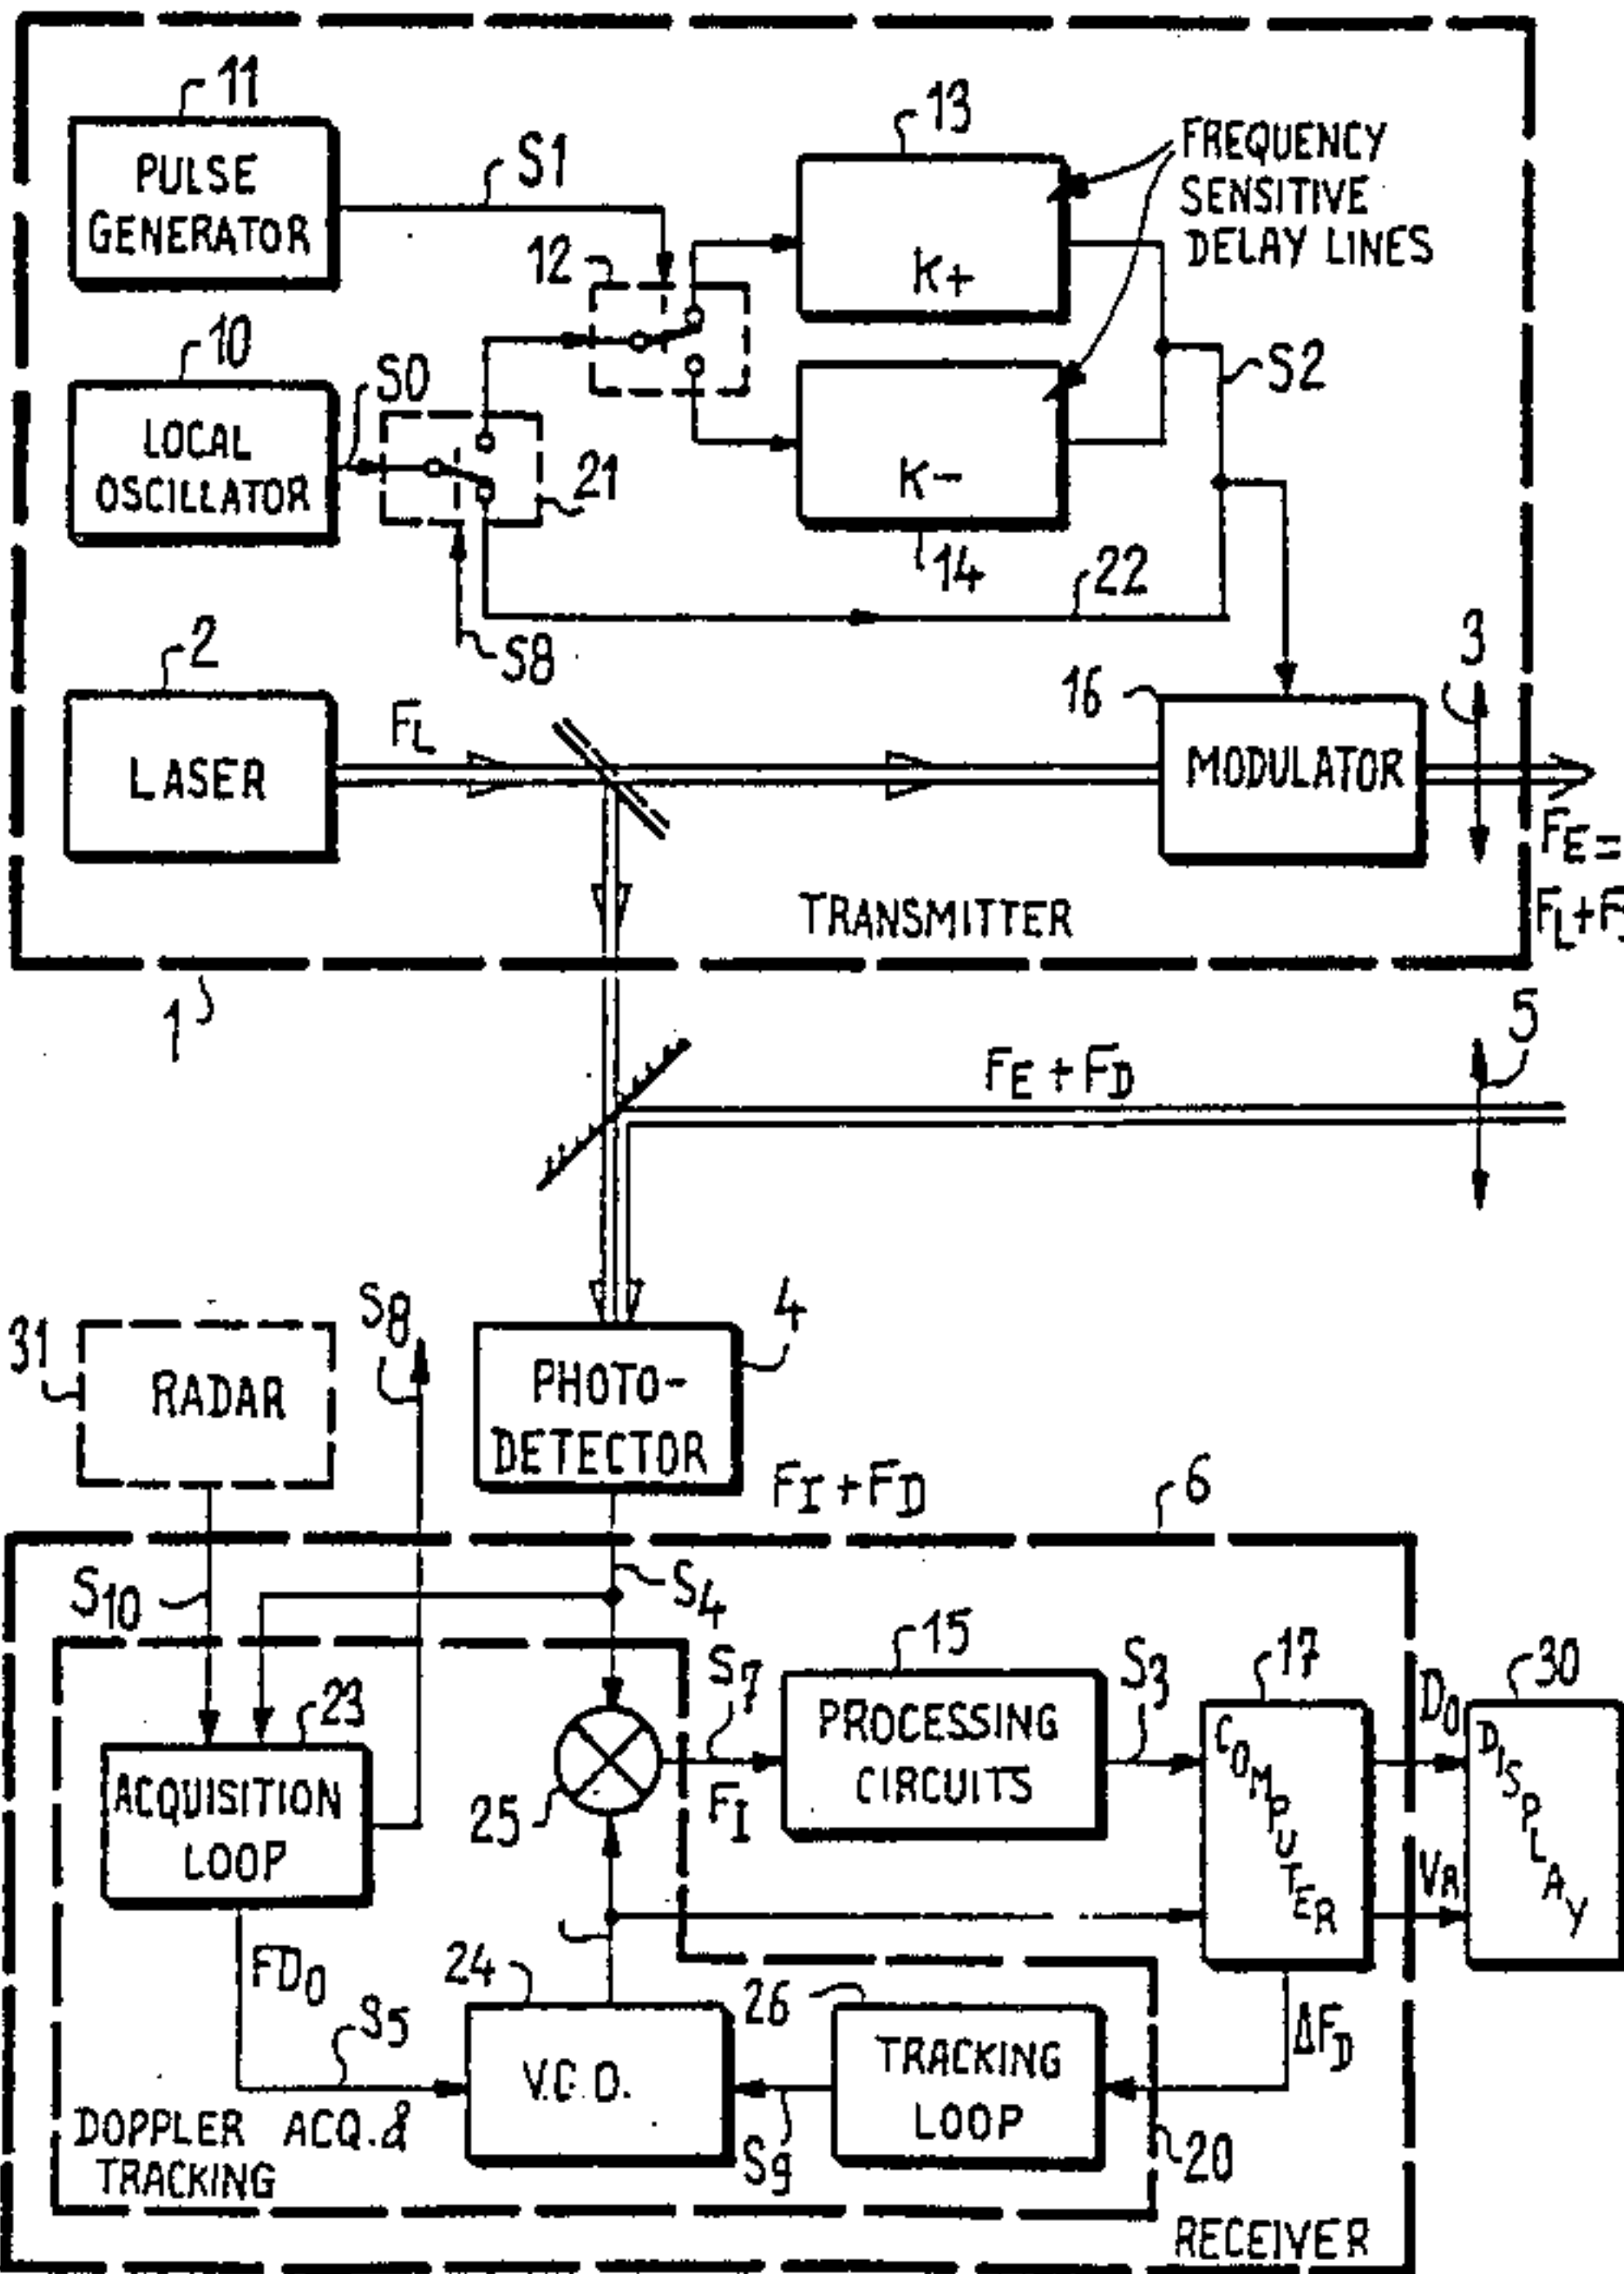 11
PULSE
GENERATOR
S1
12
13
K+
FREQUENCY
SENSITIVE
DELAY LINES
10
LOCAL
OSCILLATOR
S0
21
K-
14
S2
22
S8
2
LASER
FL
16
MODULATOR
3
FE=
TRANSMITTER
1
FE+FD
5
31
RADAR
S8
4
PHOTO-
DETECTOR
FI+FD
6
S10
S4
23
ACQUISITION
LOOP
25
S7
FI
15
PROCESSING
CIRCUITS
S3
17
COMPUTER
D0
30
DISPLAY
VR
FD0
S5
24
V.C.O.
26
TRACKING
LOOP
S9
ΔFD
20
DOPPLER ACQ.&
TRACKING
RECEIVER